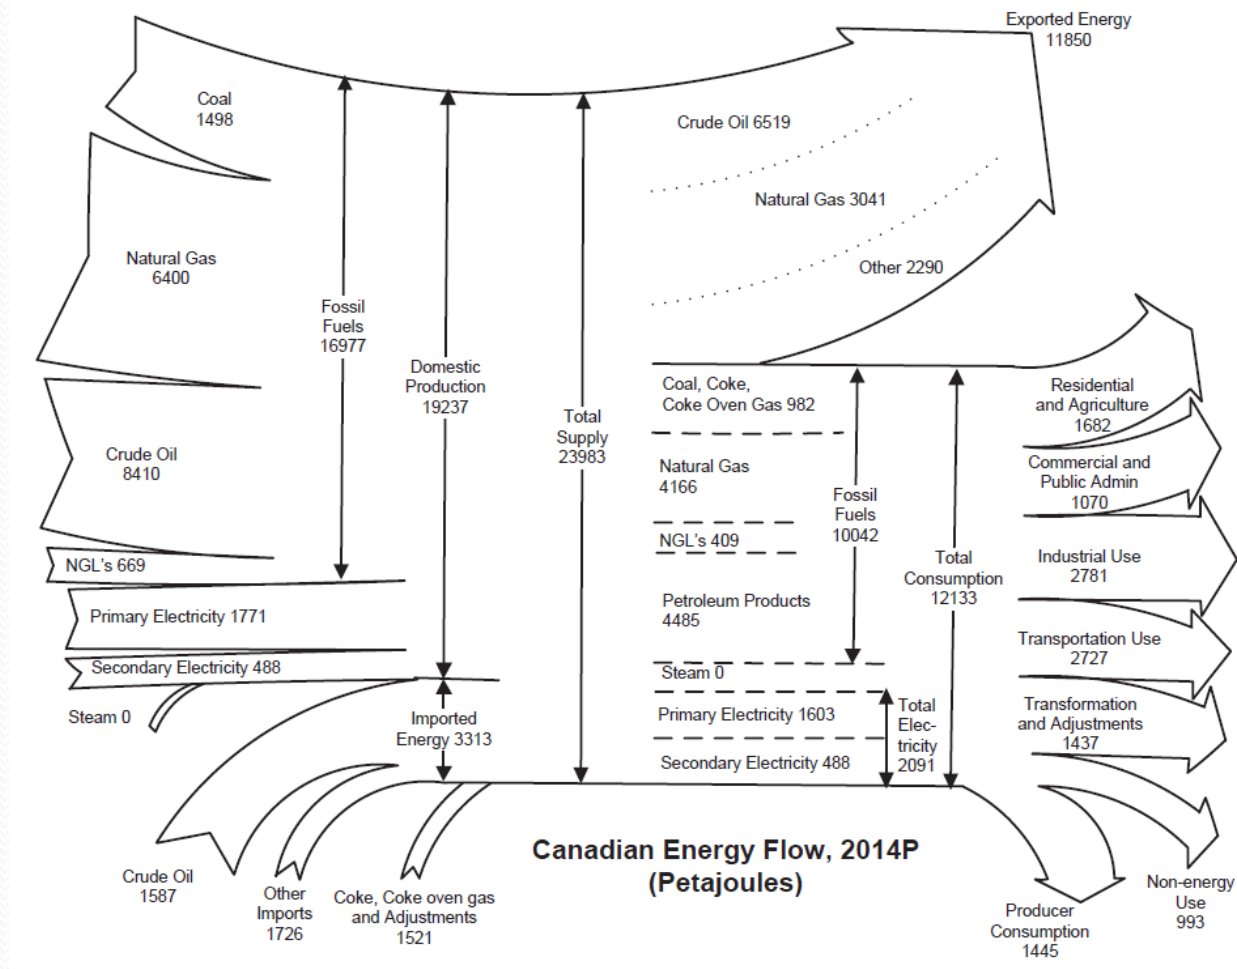 Exported Energy
11850
Coal
1498
Crude Oil 6519
Natural Gas 3041
Natural Gas
6400
Other 2290
Fossil
Fuels
16977
Domestic
Production
19237
Total
Supply
23983
Coal, Coke,
Coke Oven Gas 982
Residential
and Agriculture
1682
Crude Oil
8410
Natural Gas
4166
Commercial and
Public Admin
1070
Fossil
Fuels
10042
NGL's 409
NGL's 669
Total
Consumption
12133
Industrial Use
2781
Primary Electricity 1771
Petroleum Products
4485
Transportation Use
2727
Secondary Electricity 488
Steam 0
Steam 0
Imported
Energy 3313
Primary Electricity 1603
Total
Elec-
tricity
2091
Transformation
and Adjustments
1437
Secondary Electricity 488
Canadian Energy Flow, 2014P
(Petajoules)
Crude Oil
1587
Other
Imports
1726
Coke, Coke oven gas
and Adjustments
1521
Producer
Consumption
1445
Non-energy
Use
993